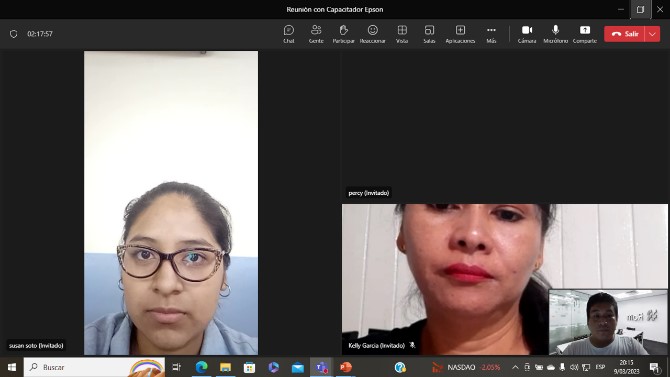 Reunión con Capacitador Epson
02:17:57
Chat
Gente
Participar
Reaccionar
Vista
Salas
Aplicaciones
Más
Cámara
Micrófono
Comparte
Salir
percy (Invitado)
susan soto (Invitado)
Kelly Garcia (Invitado)
Buscar
NASDAQ -2,05%
ESP
20:15
9/03/2023